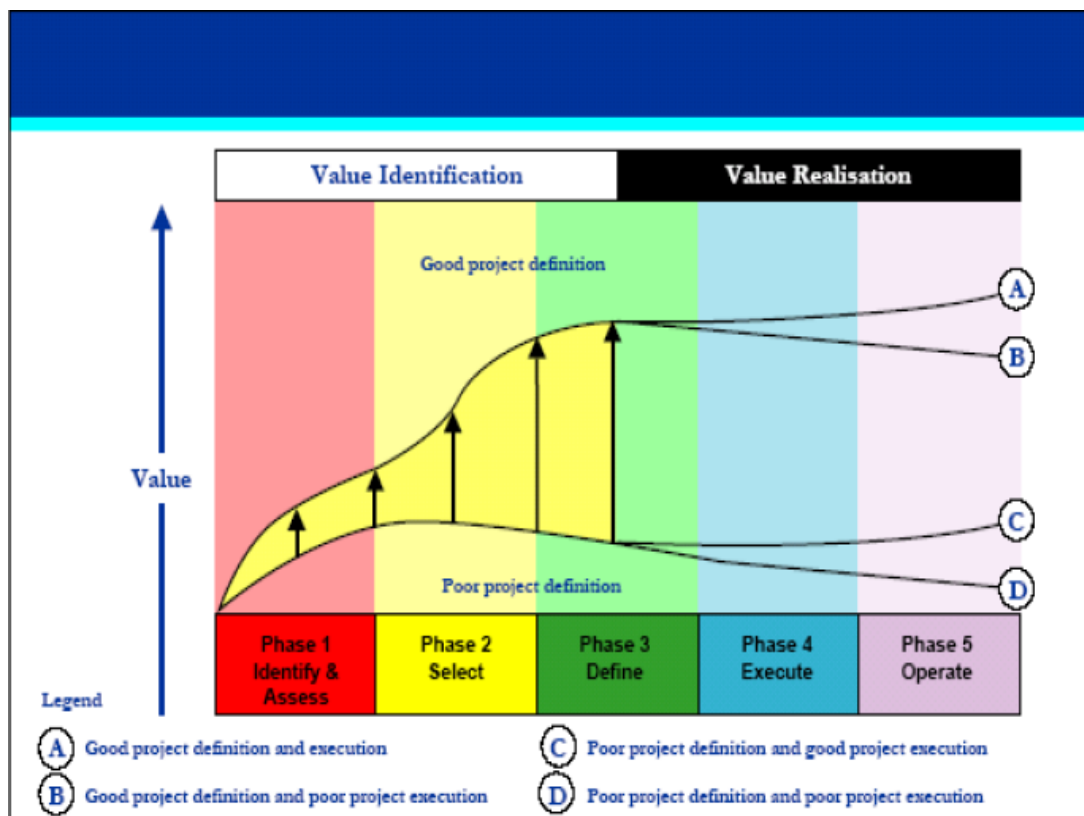 Value Identification
Value Realisation
Good project definition
A
B
Value
C
Poor project definition
D
Phase 1
Identify &
Assess
Phase 2
Select
Phase 3
Define
Phase 4
Execute
Phase 5
Operate
Legend
A Good project definition and execution
C Poor project definition and good project execution
B Good project definition and poor project execution
D Poor project definition and poor project execution